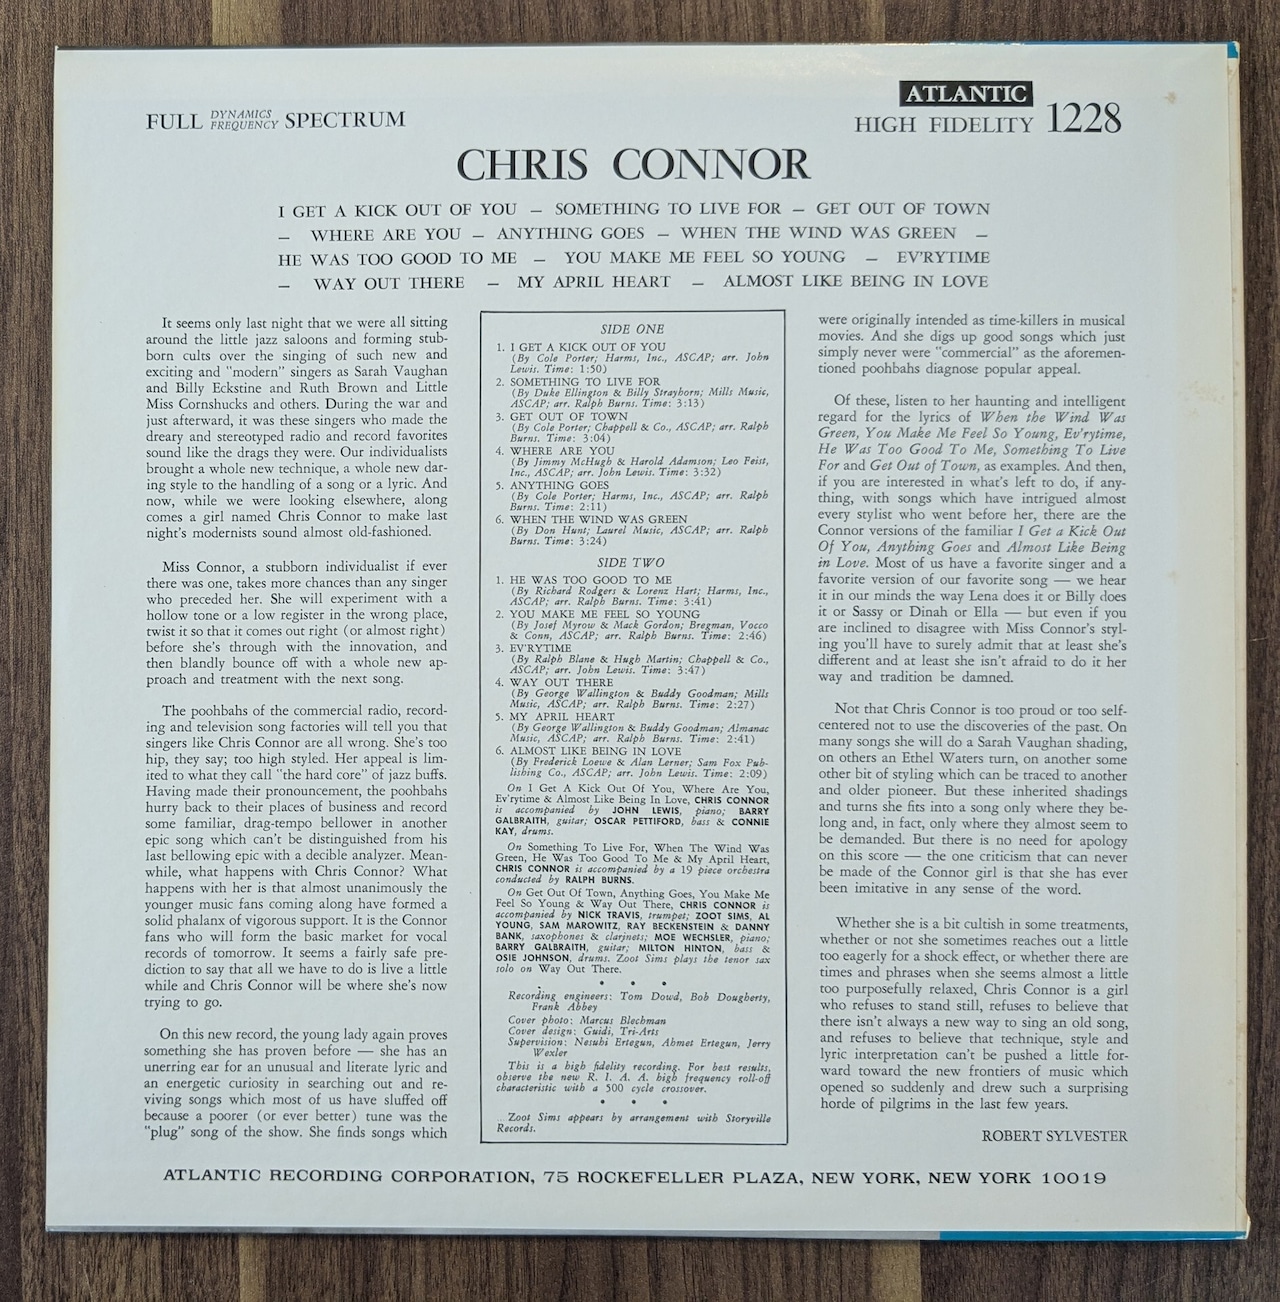 FULL DYNAMICS FREQUENCY SPECTRUM
ATLANTIC
HIGH FIDELITY 1228
CHRIS CONNOR
I GET A KICK OUT OF YOU — SOMETHING TO LIVE FOR — GET OUT OF TOWN
— WHERE ARE YOU — ANYTHING GOES — WHEN THE WIND WAS GREEN —
HE WAS TOO GOOD TO ME — YOU MAKE ME FEEL SO YOUNG — EV'RYTIME
— WAY OUT THERE — MY APRIL HEART — ALMOST LIKE BEING IN LOVE
It seems only last night that we were all sitting
around the little jazz saloons and forming stub-
born cults over the singing of such new and
exciting and "modern" singers as Sarah Vaughan
and Billy Eckstine and Ruth Brown and Little
Miss Cornshucks and others. During the war and
just afterward, it was these singers who made the
dreary and stereotyped radio and record favorites
sound like the drags they were. Our individualists
brought a whole new technique, a whole new dar-
ing style to the handling of a song or a lyric. And
now, while we were looking elsewhere, along
comes a girl named Chris Connor to make last
night's modernists sound almost old-fashioned.
Miss Connor, a stubborn individualist if ever
there was one, takes more chances than any singer
who preceded her. She will experiment with a
hollow tone or a low register in the wrong place,
twist it so that it comes out right (or almost right)
before she's through with the innovation, and
then blandly bounce off with a whole new ap-
proach and treatment with the next song.
The poohbahs of the commercial radio, record-
ing and television song factories will tell you that
singers like Chris Connor are all wrong. She's too
hip, they say; too high styled. Her appeal is lim-
ited to what they call "the hard core" of jazz buffs.
Having made their pronouncement, the poohbahs
hurry back to their places of business and record
some familiar, drag-tempo bellower in another
epic song which can't be distinguished from his
last bellowing epic with a decible analyzer. Mean-
while, what happens with Chris Connor? What
happens with her is that almost unanimously the
younger music fans coming along have formed a
solid phalanx of vigorous support. It is the Connor
fans who will form the basic market for vocal
records of tomorrow. It seems a fairly safe pre-
diction to say that all we have to do is live a little
while and Chris Connor will be where she's now
trying to go.
On this new record, the young lady again proves
something she has proven before — she has an
unerring ear for an unusual and literate lyric and
an energetic curiosity in searching out and re-
viving songs which most of us have sluffed off
because a poorer (or ever better) tune was the
"plug" song of the show. She finds songs which
SIDE ONE
1. I GET A KICK OUT OF YOU
(By Cole Porter; Harms, Inc., ASCAP; arr. John
Lewis. Time: 1:50)
2. SOMETHING TO LIVE FOR
(By Duke Ellington & Billy Strayhorn; Mills Music,
ASCAP; arr. Ralph Burns. Time: 3:13)
3. GET OUT OF TOWN
(By Cole Porter; Chappell & Co., ASCAP; arr. Ralph
Burns. Time: 3:04)
4. WHERE ARE YOU
(By Jimmy McHugh & Harold Adamson; Leo Feist,
Inc., ASCAP; arr. John Lewis. Time: 3:32)
5. ANYTHING GOES
(By Cole Porter; Harms, Inc., ASCAP; arr. Ralph
Burns. Time: 2:11)
6. WHEN THE WIND WAS GREEN
(By Don Hunt; Laurel Music, ASCAP; arr. Ralph
Burns. Time: 3:24)
SIDE TWO
1. HE WAS TOO GOOD TO ME
(By Richard Rodgers & Lorenz Hart; Harms, Inc.,
ASCAP; arr. Ralph Burns. Time: 3:41)
2. YOU MAKE ME FEEL SO YOUNG
(By Josef Myrow & Mack Gordon; Bregman, Vocco
& Conn, ASCAP; arr. Ralph Burns. Time: 2:46)
3. EV'RYTIME
(By Ralph Blane & Hugh Martin; Chappell & Co.,
ASCAP; arr. John Lewis. Time: 3:47)
4. WAY OUT THERE
(By George Wallington & Buddy Goodman; Mills
Music, ASCAP; arr. Ralph Burns. Time: 2:27)
5. MY APRIL HEART
(By George Wallington & Buddy Goodman; Almanac
Music, ASCAP; arr. Ralph Burns. Time: 2:41)
6. ALMOST LIKE BEING IN LOVE
(By Frederick Loewe & Alan Lerner; Sam Fox Pub-
lishing Co., ASCAP; arr. John Lewis. Time: 2:09)
On I Get A Kick Out Of You, Where Are You,
Ev'rytime & Almost Like Being In Love, CHRIS CONNOR
is accompanied by JOHN LEWIS, piano; BARRY
GALBRAITH, guitar; OSCAR PETTIFORD, bass & CONNIE
KAY, drums.
On Something To Live For, When The Wind Was
Green, He Was Too Good To Me & My April Heart,
CHRIS CONNOR is accompanied by a 19 piece orchestra
conducted by RALPH BURNS.
On Get Out Of Town, Anything Goes, You Make Me
Feel So Young & Way Out There, CHRIS CONNOR is
accompanied by NICK TRAVIS, trumpet; ZOOT SIMS, AL
YOUNG, SAM MAROWITZ, RAY BECKENSTEIN & DANNY
BANK, saxophones & clarinets; MOE WECHSLER, piano;
BARRY GALBRAITH, guitar; MILTON HINTON, bass &
OSIE JOHNSON, drums. Zoot Sims plays the tenor sax
solo on Way Out There.
• • •
Recording engineers: Tom Dowd, Bob Dougherty,
Frank Abbey
Cover photo: Marcus Blechman
Cover design: Guidi, Tri-Arts
Supervision: Nesuhi Ertegun, Ahmet Ertegun, Jerry
Wexler
This is a high fidelity recording. For best results,
observe the new R. I. A. A. high frequency roll-off
characteristic with a 500 cycle crossover.
• • •
Zoot Sims appears by arrangement with Storyville
Records.
were originally intended as time-killers in musical
movies. And she digs up good songs which just
simply never were "commercial" as the aforemen-
tioned poohbahs diagnose popular appeal.
Of these, listen to her haunting and intelligent
regard for the lyrics of When the Wind Was
Green, You Make Me Feel So Young, Ev'rytime,
He Was Too Good To Me, Something To Live
For and Get Out of Town, as examples. And then,
if you are interested in what's left to do, if any-
thing, with songs which have intrigued almost
every stylist who went before her, there are the
Connor versions of the familiar I Get a Kick Out
Of You, Anything Goes and Almost Like Being
in Love. Most of us have a favorite singer and a
favorite version of our favorite song — we hear
it in our minds the way Lena does it or Billy does
it or Sassy or Dinah or Ella — but even if you
are inclined to disagree with Miss Connor's styl-
ing you'll have to surely admit that at least she's
different and at least she isn't afraid to do it her
way and tradition be damned.
Not that Chris Connor is too proud or too self-
centered not to use the discoveries of the past. On
many songs she will do a Sarah Vaughan shading,
on others an Ethel Waters turn, on another some
other bit of styling which can be traced to another
and older pioneer. But these inherited shadings
and turns she fits into a song only where they be-
long and, in fact, only where they almost seem to
be demanded. But there is no need for apology
on this score — the one criticism that can never
be made of the Connor girl is that she has ever
been imitative in any sense of the word.
Whether she is a bit cultish in some treatments,
whether or not she sometimes reaches out a little
too eagerly for a shock effect, or whether there are
times and phrases when she seems almost a little
too purposefully relaxed, Chris Connor is a girl
who refuses to stand still, refuses to believe that
there isn't always a new way to sing an old song,
and refuses to believe that technique, style and
lyric interpretation can't be pushed a little for-
ward toward the new frontiers of music which
opened so suddenly and drew such a surprising
horde of pilgrims in the last few years.
ROBERT SYLVESTER
ATLANTIC RECORDING CORPORATION, 75 ROCKEFELLER PLAZA, NEW YORK, NEW YORK 10019